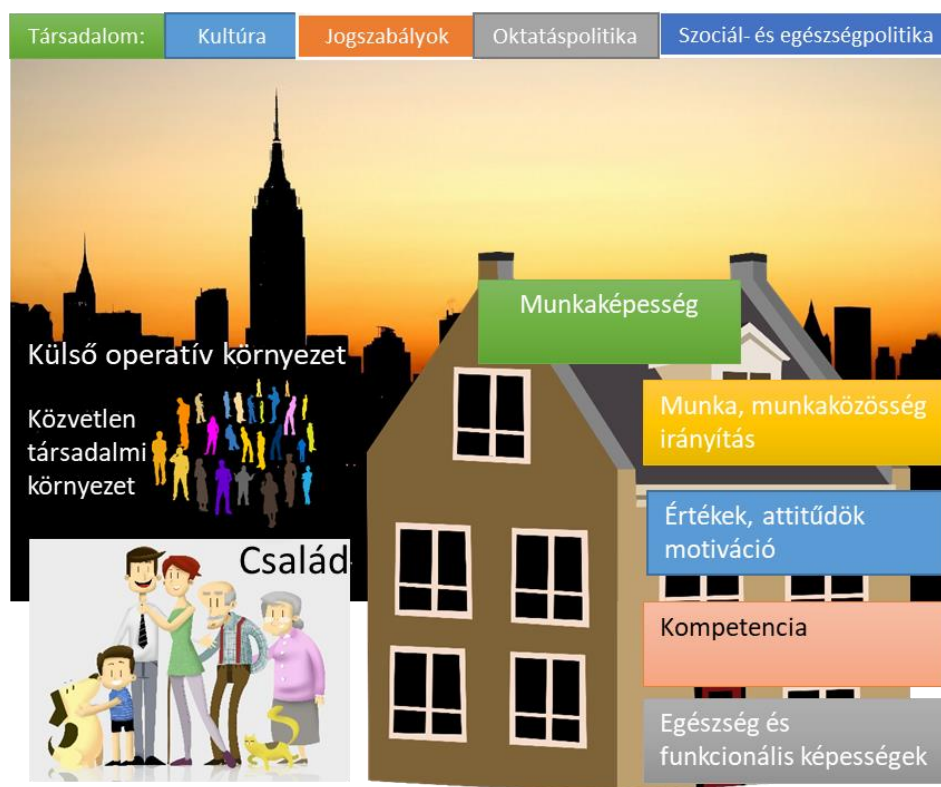 Társadalom:
Kultúra
Jogszabályok
Oktatáspolitika
Szociál- és egészségpolitika
Munkaképesség
Külső operatív környezet
Közvetlen
társadalmi
környezet
Munka, munkaközösség
irányítás
Értékek, attitűdök
motiváció
Család
Kompetencia
Egészség és
funkcionális képességek